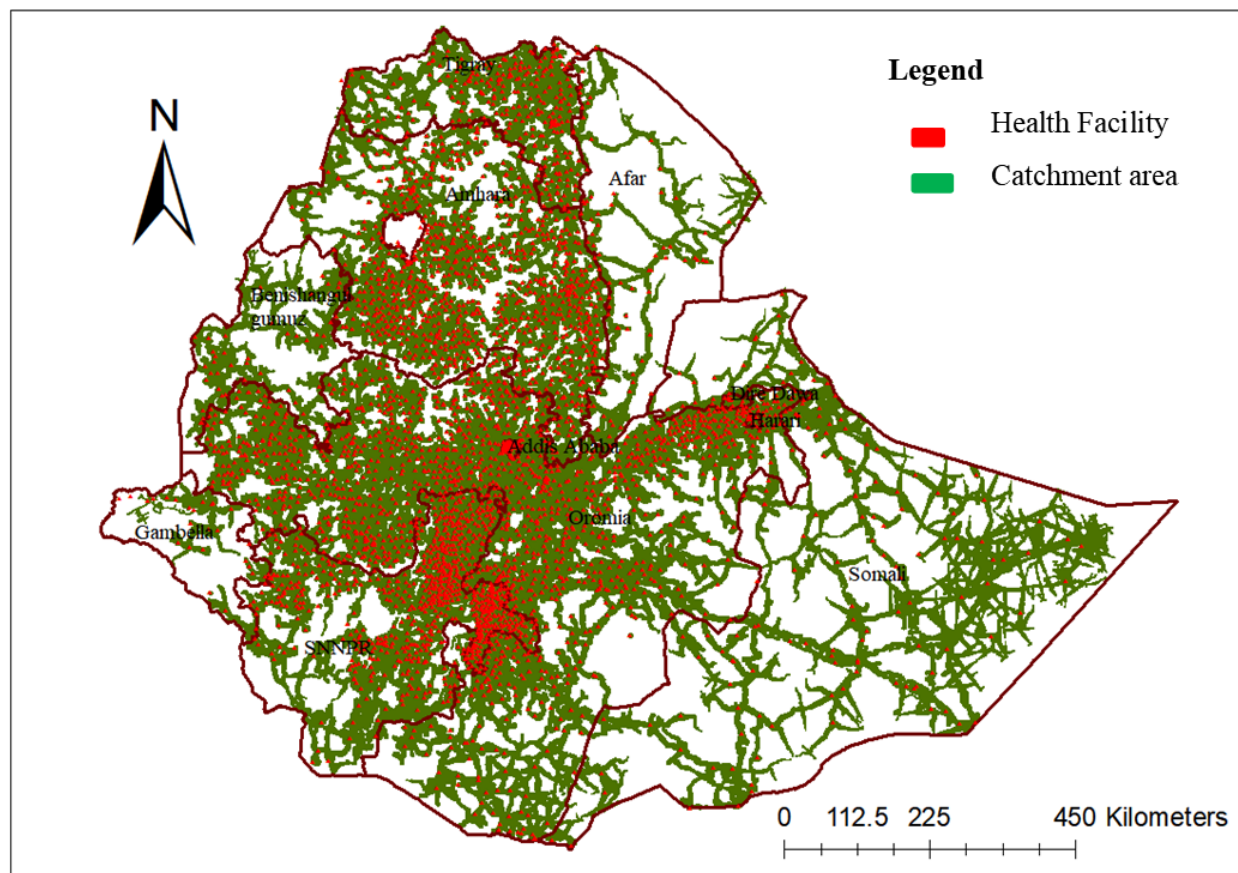 Legend
Health Facility
Catchment area
N
Tigray
Amhara
Afar
Benishangul
gumuz
Dire Dawa
Harari
Addis Ababa
Oromia
Gambella
Somali
SNNPR
0 112.5 225 450 Kilometers